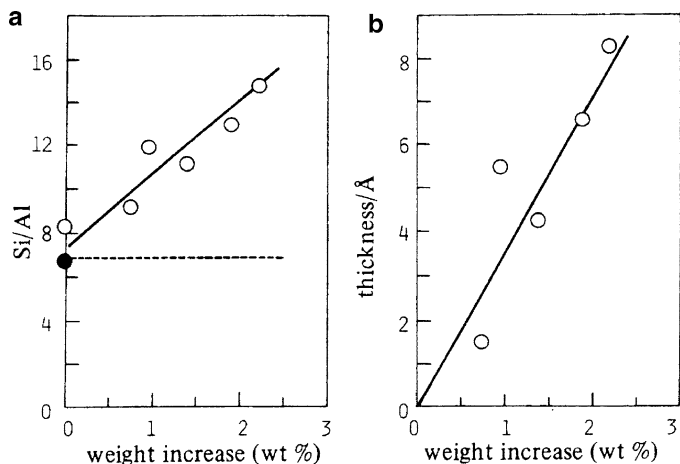 a
16
12
8
4
0
Si/Al
0 1 2 3
weight increase (wt %)
b
8
6
4
2
0
thickness/Å
0 1 2 3
weight increase (wt %)